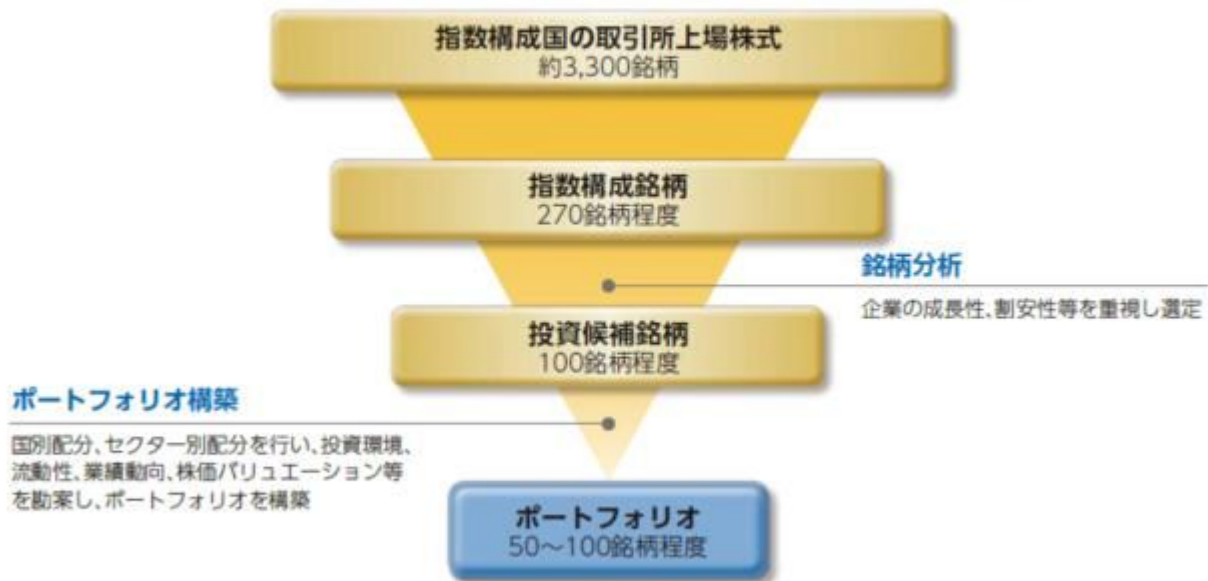 指数構成国の取引所上場株式
約3,300銘柄
指数構成銘柄
270銘柄程度
銘柄分析
企業の成長性、割安性等を重視し選定
投資候補銘柄
100銘柄程度
ポートフォリオ構築
国別配分、セクター別配分を行い、投資環境、
流動性、業績動向、株価バリュエーション等
を勘案し、ポートフォリオを構築
ポートフォリオ
50～100銘柄程度